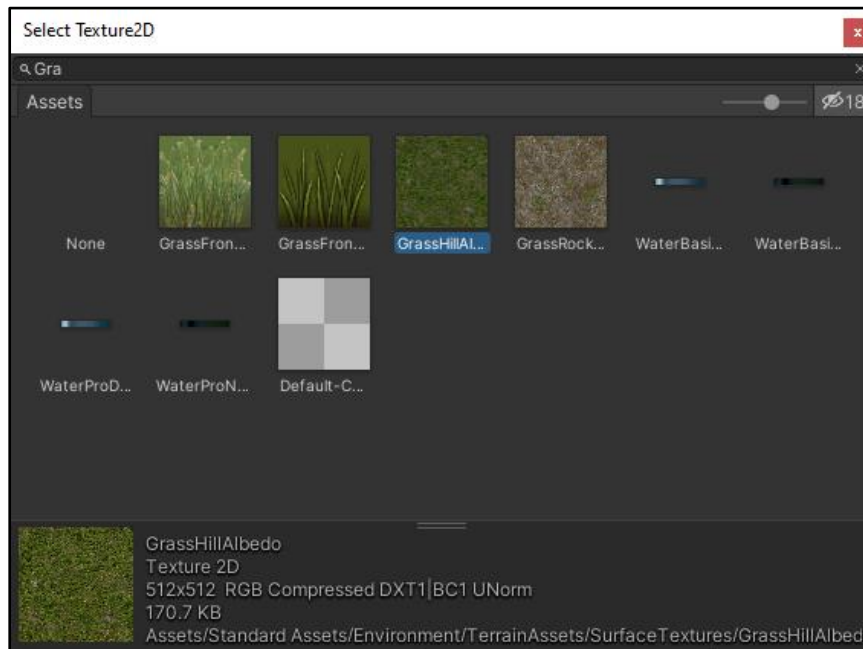 Select Texture2D
x
Gra
×
Assets
18
None
GrassFron...
GrassFron...
GrassHillAl...
GrassRock...
WaterBasi...
WaterBasi...
WaterProD...
WaterProN...
Default-C...
GrassHillAlbedo
Texture 2D
512x512 RGB Compressed DXT1|BC1 UNorm
170.7 KB
Assets/Standard Assets/Environment/TerrainAssets/SurfaceTextures/GrassHillAlbed